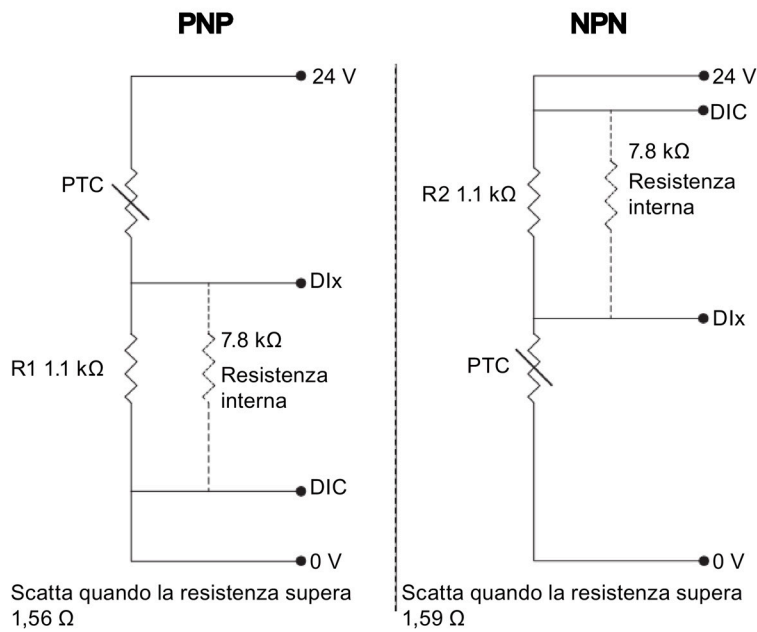 PNP
24 V
PTC
DIx
R1 1.1 kΩ
7.8 kΩ
Resistenza
interna
DIC
0 V
Scatta quando la resistenza supera
1,56 Ω
NPN
24 V
DIC
7.8 kΩ
R2 1.1 kΩ
Resistenza
interna
DIx
PTC
0 V
Scatta quando la resistenza supera
1,59 Ω